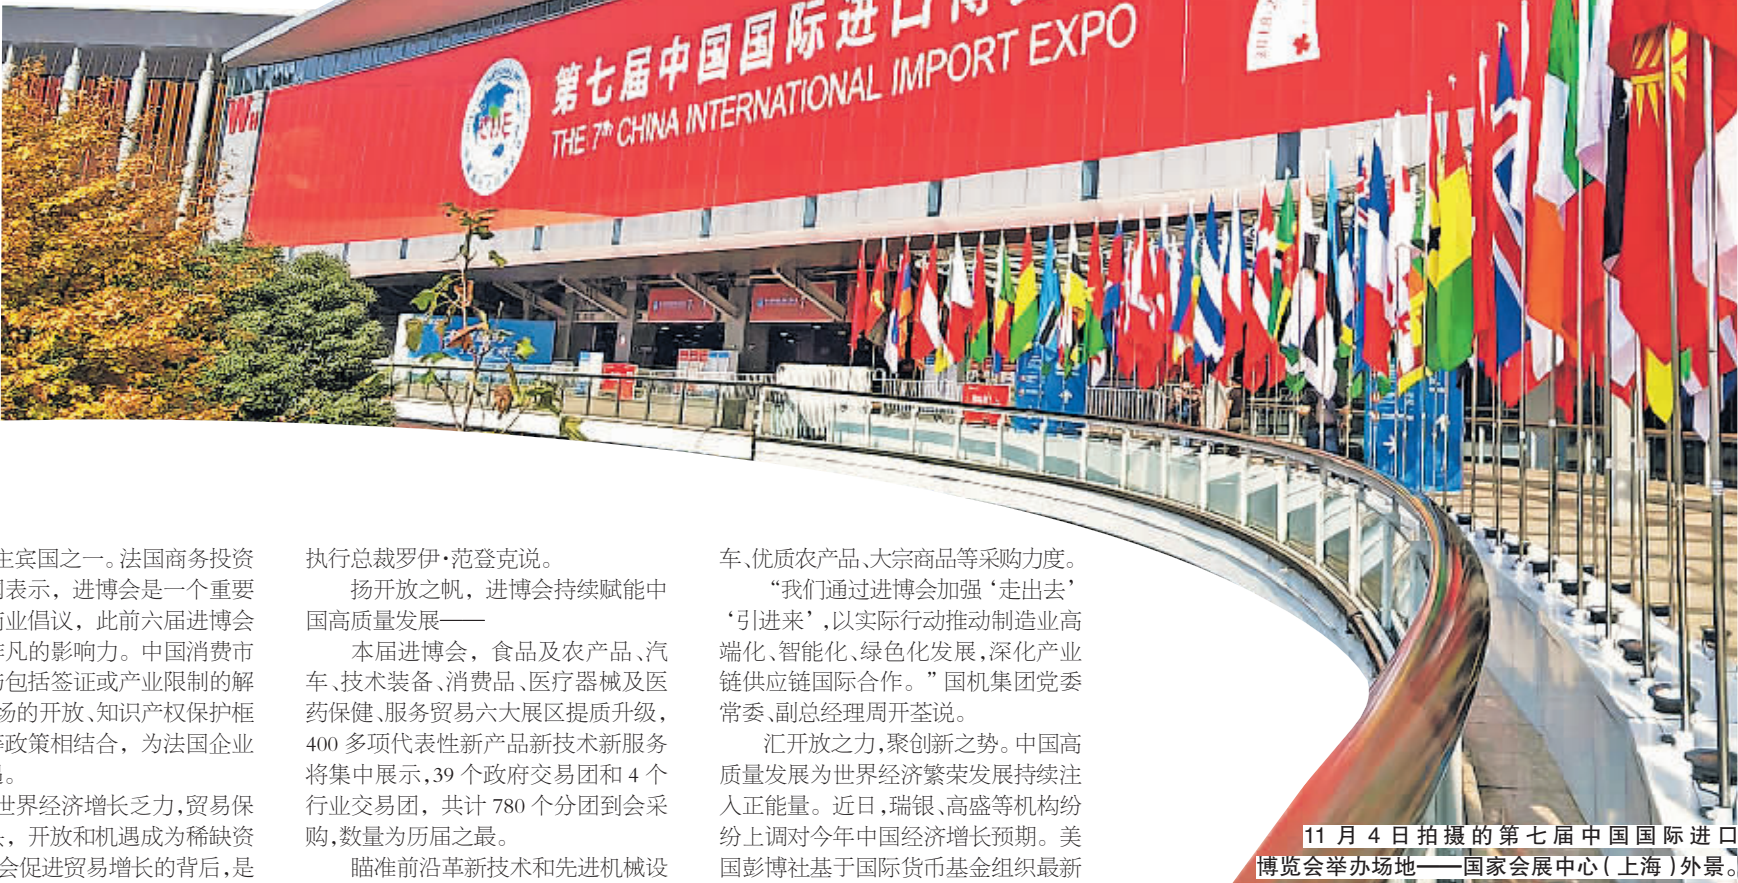 第七届中国国际进口博
THE 7th CHINA INTERNATIONAL IMPORT EXPO
主宾国之一。法国商务投资
表示，进博会是一个重要
业倡议，此前六届进博会
凡的影响力。中国消费市
包括签证或产业限制的解
的开放、知识产权保护框
政策相结合，为法国企业
。
世界经济增长乏力,贸易保
，开放和机遇成为稀缺资
会促进贸易增长的背后,是
执行总裁罗伊·范登克说。
扬开放之帆，进博会持续赋能中
国高质量发展——
本届进博会，食品及农产品、汽
车、技术装备、消费品、医疗器械及医
药保健、服务贸易六大展区提质升级，
400 多项代表性新产品新技术新服务
将集中展示,39 个政府交易团和 4 个
行业交易团，共计 780 个分团到会采
购,数量为历届之最。
瞄准前沿革新技术和先进机械设
车、优质农产品、大宗商品等采购力度。
“我们通过进博会加强‘走出去’
‘引进来’,以实际行动推动制造业高
端化、智能化、绿色化发展,深化产业
链供应链国际合作。”国机集团党委
常委、副总经理周开荃说。
汇开放之力,聚创新之势。中国高
质量发展为世界经济繁荣发展持续注
入正能量。近日,瑞银、高盛等机构纷
纷上调对今年中国经济增长预期。美
国彭博社基于国际货币基金组织最新
11 月 4 日拍摄的第七届中国国际进口
博览会举办场地——国家会展中心(上海)外景。